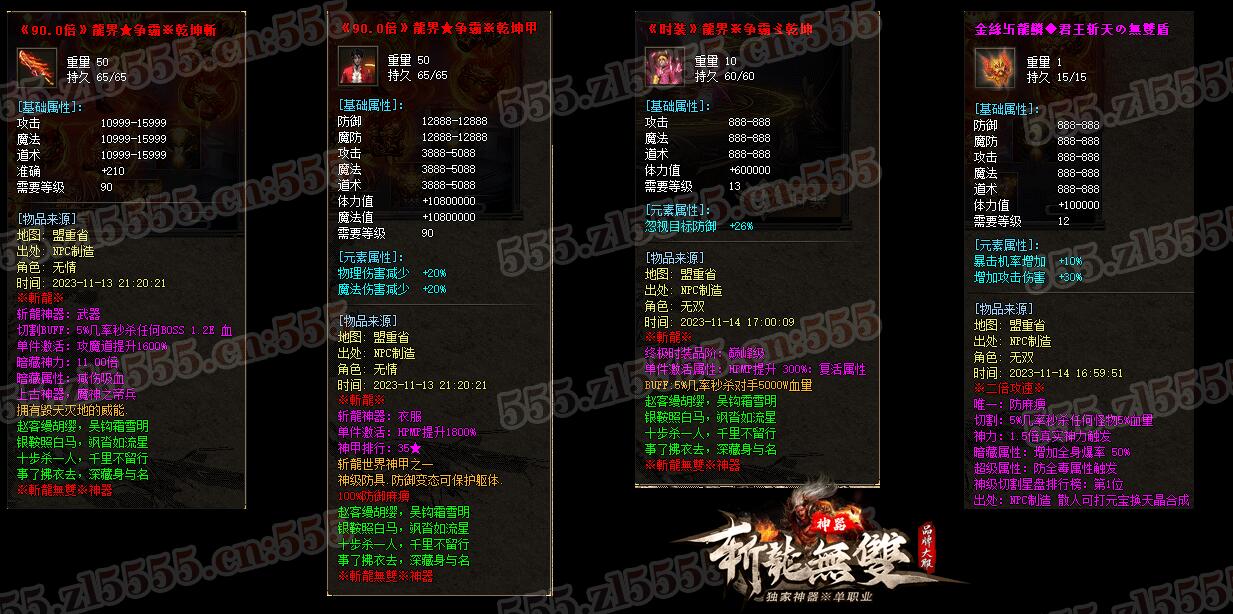 《90.0倍》龍界★争霸※乾坤斬
重量 50
持久 65/65
[基础属性]:
攻击 10999-15999
魔法 10999-15999
道术 10999-15999
准确 +210
需要等级 90
[物品来源]
地图: 盟重省
出处: NPC制造
角色: 无情
时间: 2023-11-13 21:20:21
※斬龍※
斩龍神器: 武器
切割BUFF: 5%几率秒杀任何BOSS 1.2E 血
单件激活: 攻魔道提升1600%
暗藏神力: 11.00倍
暗藏属性: 减伤吸血
上古神器, 魔神之帝兵
拥有毁天灭地的威能.
赵客缦胡缨, 吴钩霜雪明
银鞍照白马, 飒沓如流星
十步杀一人, 千里不留行
事了拂衣去, 深藏身与名
※斬龍無雙※神器
《90.0倍》龍界★争霸※乾坤甲
重量 50
持久 65/65
[基础属性]:
防御 12888-12888
魔防 12888-12888
攻击 3888-5088
魔法 3888-5088
道术 3888-5088
体力值 +10800000
魔法值 +10800000
需要等级 90
[元素属性]:
物理伤害减少 +20%
魔法伤害减少 +20%
[物品来源]
地图: 盟重省
出处: NPC制造
角色: 无情
时间: 2023-11-13 21:20:21
※斬龍※
斩龍神器: 衣服
单件激活: HPMP提升1800%
神甲排行: 35★
斩龍世界神甲之一
神级防具.防御变态可保护躯体.
100%防御麻痹
赵客缦胡缨, 吴钩霜雪明
银鞍照白马, 飒沓如流星
十步杀一人, 千里不留行
事了拂衣去, 深藏身与名
※斬龍無雙※神器
《时装》龍界※争霸ミ乾坤
重量 10
持久 60/60
[基础属性]:
攻击 888-888
魔法 888-888
道术 888-888
体力值 +600000
需要等级 13
[元素属性]:
忽视目标防御 +26%
[物品来源]
地图: 盟重省
出处: NPC制造
角色: 无双
时间: 2023-11-14 17:00:09
※斬龍※
终极时装品阶: 巅峰级
单件激活属性: HPMP提升 300%: 复活属性
BUFF:5%几率秒杀对手5000W血量
赵客缦胡缨, 吴钩霜雪明
银鞍照白马, 飒沓如流星
十步杀一人, 千里不留行
事了拂衣去, 深藏身与名
※斬龍無雙※神器
金絲卐龍鱗◆君王斩天の無雙盾
重量 1
持久 15/15
[基础属性]:
防御 888-888
魔防 888-888
攻击 888-888
魔法 888-888
道术 888-888
体力值 +100000
需要等级 12
[元素属性]:
暴击机率增加 +10%
增加攻击伤害 +30%
[物品来源]
地图: 盟重省
出处: NPC制造
角色: 无双
时间: 2023-11-14 16:59:51
※二倍攻速※
唯一: 防麻痹
切割: 5%几率秒杀任何怪物5%血量
神力: 1.5倍真实神力触发
暗藏属性: 增加全身爆率 50%
超级属性: 防全毒属性触发
神级切割星盘排行榜: 第1位
出处: NPC制造 散人可打元宝换天晶合成
神器
斬龍無雙
品牌大服
独家神器※单职业
555.zl5555.cn:555